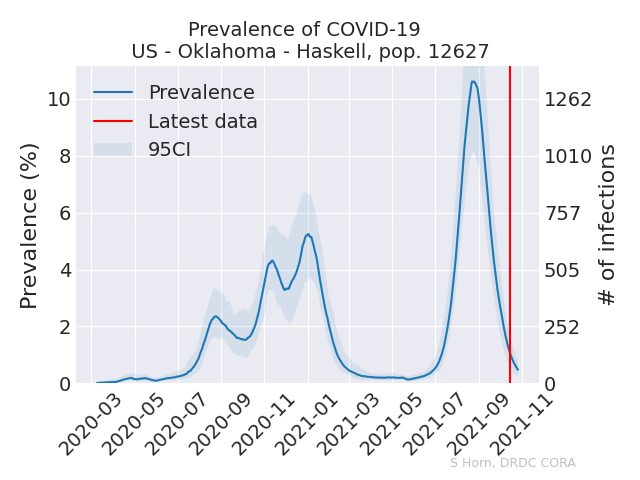 Prevalence of COVID-19
US - Oklahoma - Haskell, pop. 12627
Prevalence
Latest data
95CI
Prevalence (%)
10
8
6
4
2
0
1262
1010
757
505
252
0
# of infections
2020-03
2020-05
2020-07
2020-09
2020-11
2021-01
2021-03
2021-05
2021-07
2021-09
2021-11
S Horn, DRDC CORA